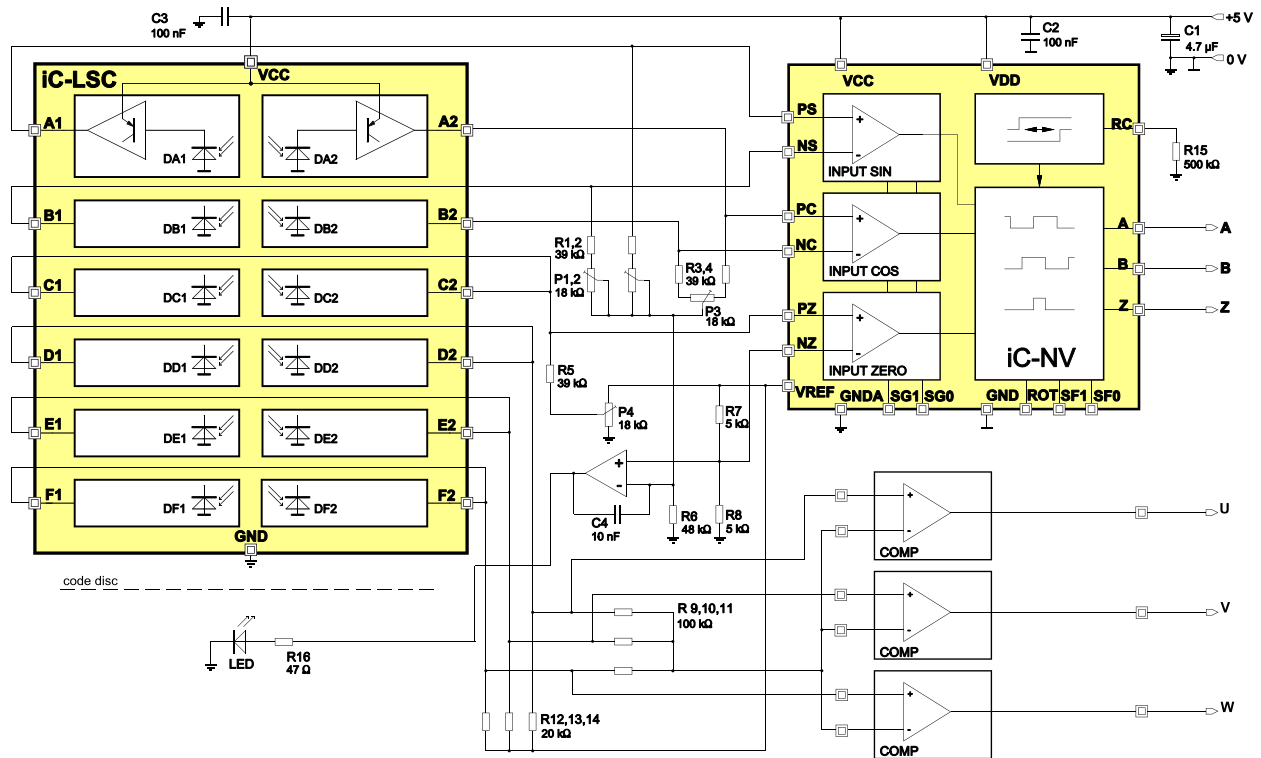 C3
100 nF
+5 V
C2
100 nF
C1
4.7 µF
0 V
iC-LSC
VCC
VCC
VDD
A1
DA1
DA2
A2
PS
+
NS
-
INPUT SIN
RC
R15
500 kΩ
B1
DB1
DB2
B2
R1,2
39 kΩ
R3,4
39 kΩ
PC
+
NC
-
INPUT COS
A
A
B
B
C1
DC1
DC2
C2
P1,2
18 kΩ
P3
18 kΩ
PZ
+
NZ
-
INPUT ZERO
Z
Z
iC-NV
D1
DD1
DD2
D2
R5
39 kΩ
VREF
GNDA
SG1
SG0
GND
ROT
SF1
SF0
E1
DE1
DE2
E2
P4
18 kΩ
R7
5 kΩ
+
-
F1
DF1
DF2
F2
C4
10 nF
R6
48 kΩ
R8
5 kΩ
GND
+
-
COMP
U
code disc
R 9,10,11
100 kΩ
+
-
COMP
V
LED
R16
47 Ω
R12,13,14
20 kΩ
+
-
COMP
W